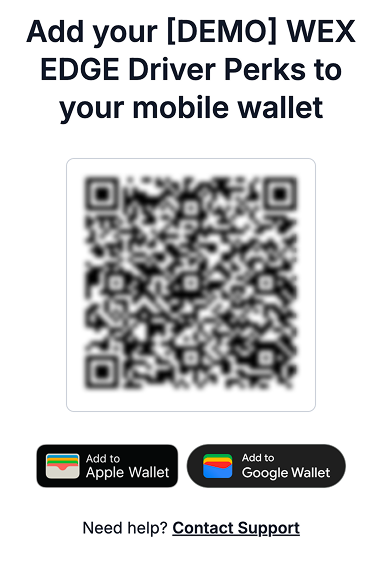 Add your [DEMO] WEX
EDGE Driver Perks to
your mobile wallet
Add to
Apple Wallet
Add to
Google Wallet
Need help? Contact Support